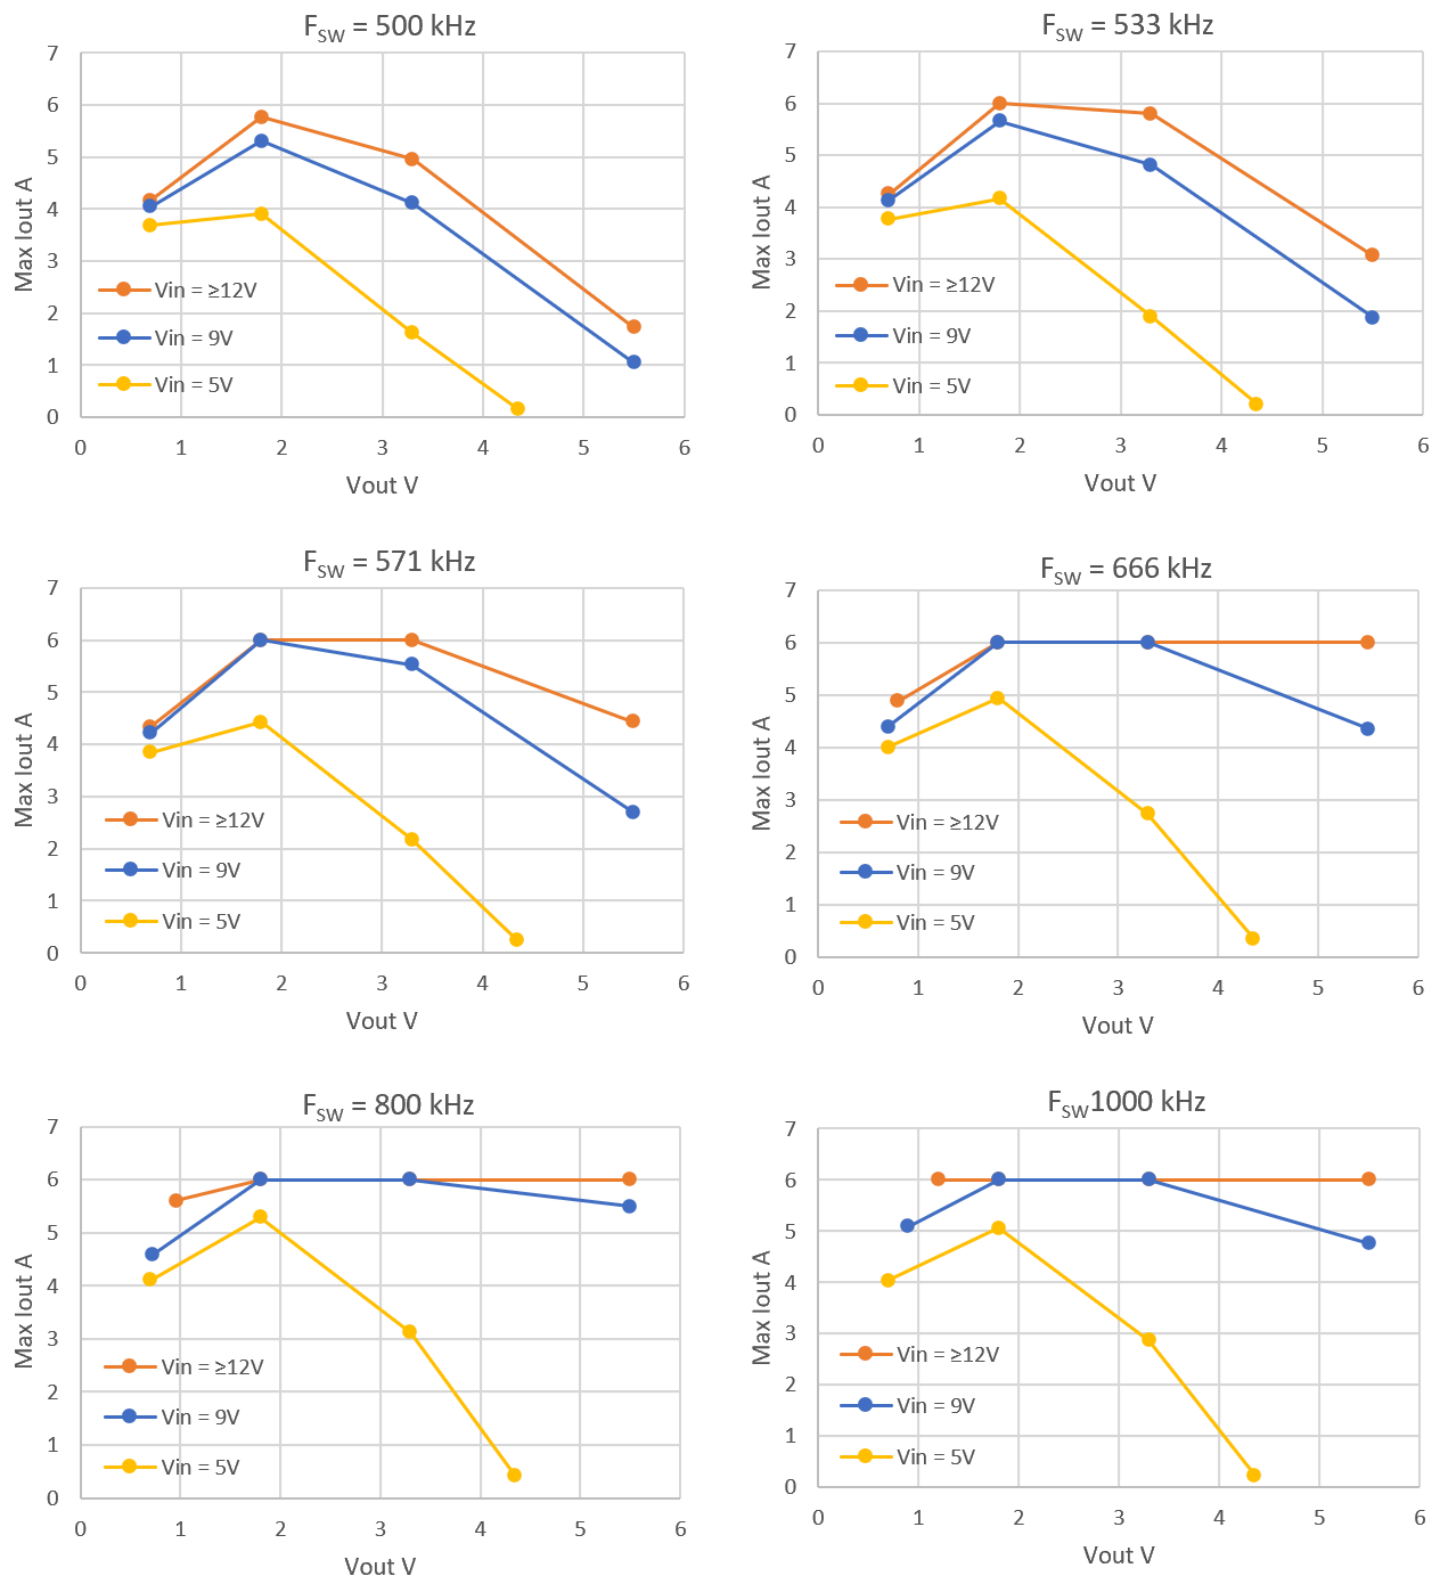 F_SW = 500 kHz
7
6
5
4
3
2
1
0
Max Iout A
Vin = ≥12V
Vin = 9V
Vin = 5V
0 1 2 3 4 5 6
Vout V
F_SW = 533 kHz
7
6
5
4
3
2
1
0
Max Iout A
Vin = ≥12V
Vin = 9V
Vin = 5V
0 1 2 3 4 5 6
Vout V
F_SW = 571 kHz
7
6
5
4
3
2
1
0
Max Iout A
Vin = ≥12V
Vin = 9V
Vin = 5V
0 1 2 3 4 5 6
Vout V
F_SW = 666 kHz
7
6
5
4
3
2
1
0
Max Iout A
Vin = ≥12V
Vin = 9V
Vin = 5V
0 1 2 3 4 5 6
Vout V
F_SW = 800 kHz
7
6
5
4
3
2
1
0
Max Iout A
Vin = ≥12V
Vin = 9V
Vin = 5V
0 1 2 3 4 5 6
Vout V
F_SW 1000 kHz
7
6
5
4
3
2
1
0
Max Iout A
Vin = ≥12V
Vin = 9V
Vin = 5V
0 1 2 3 4 5 6
Vout V